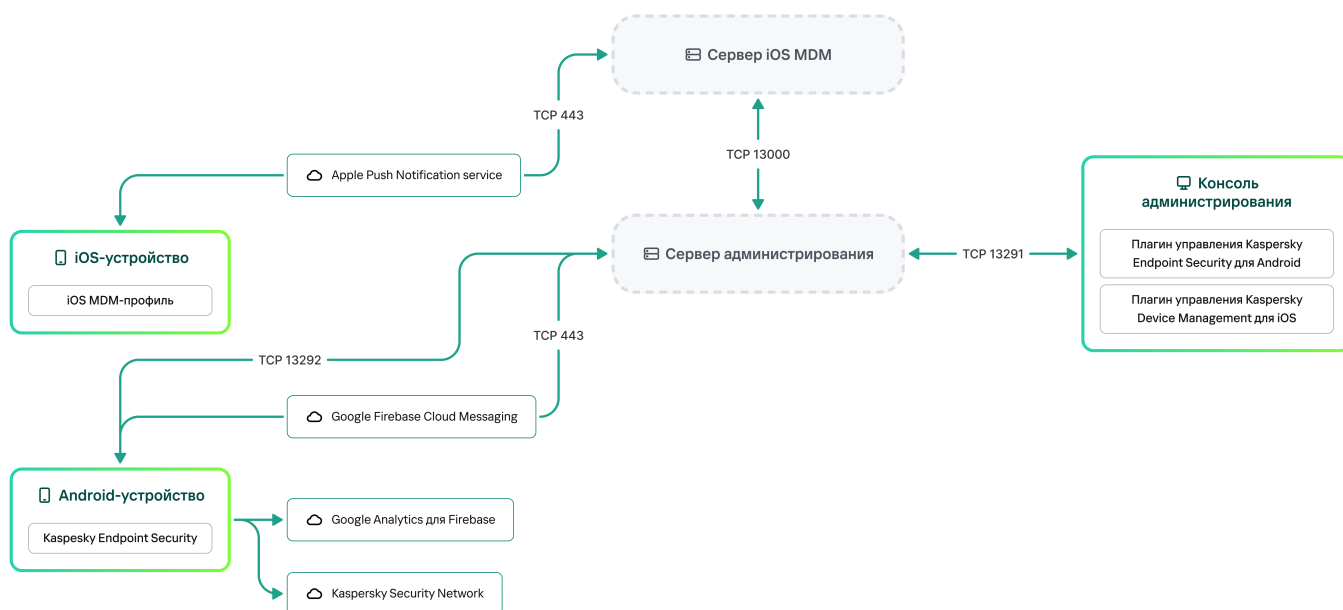 Сервер iOS MDM
TCP 443
TCP 13000
Apple Push Notification service
Консоль
администрирования
Плагин управления Kaspersky
Endpoint Security для Android
Плагин управления Kaspersky
Device Management для iOS
iOS-устройство
iOS MDM-профиль
Сервер администрирования
TCP 13291
TCP 443
TCP 13292
Google Firebase Cloud Messaging
Android-устройство
Kaspesky Endpoint Security
Google Analytics для Firebase
Kaspersky Security Network